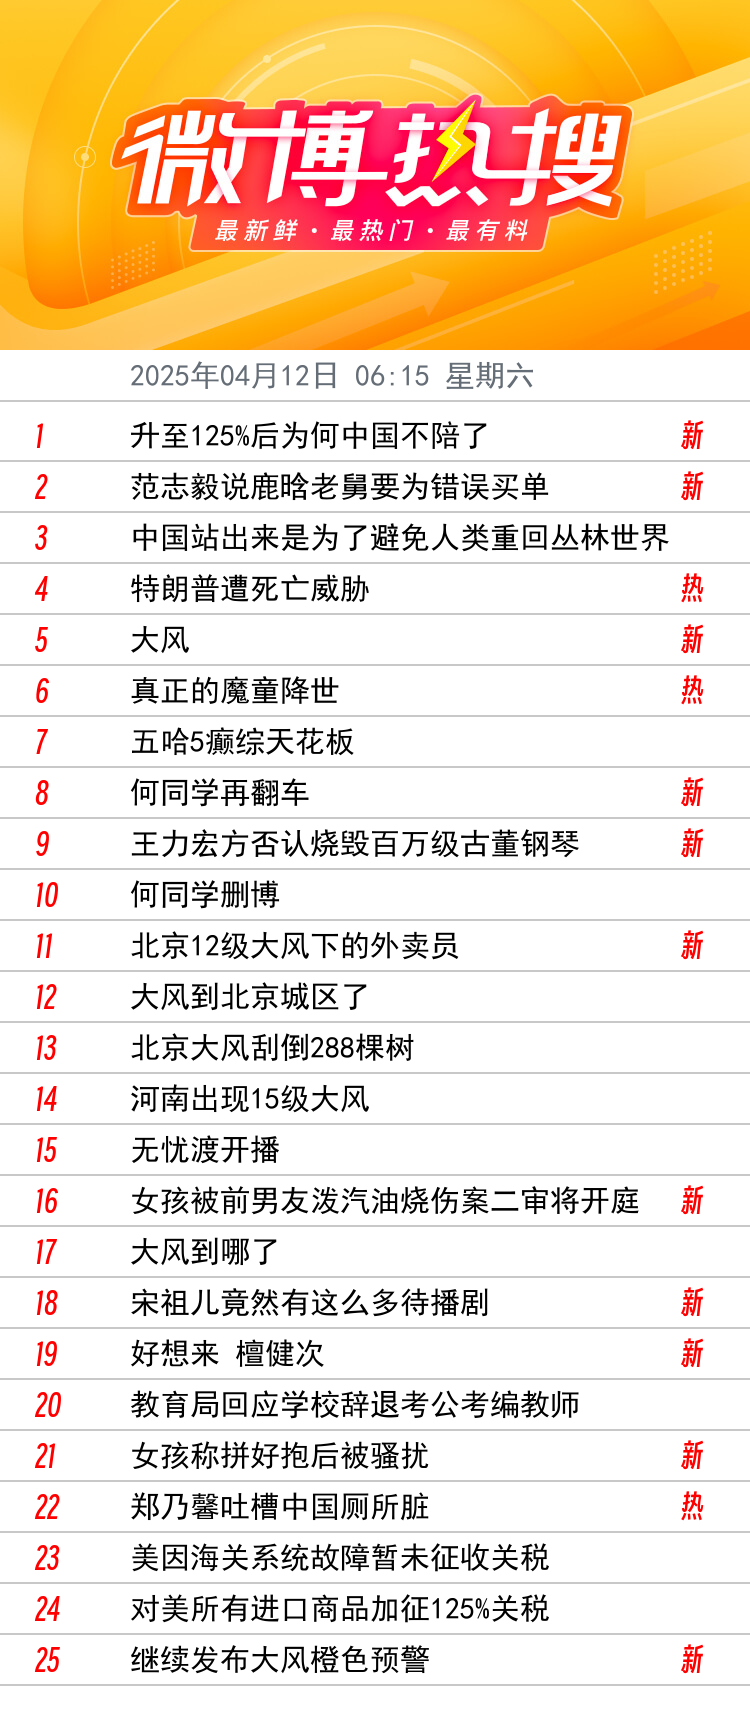 微博热搜
最新鲜·最热门·最有料
2025年04月12日 06:15 星期六
1 升至125%后为何中国不陪了 新
2 范志毅说鹿晗老舅要为错误买单 新
3 中国站出来是为了避免人类重回丛林世界
4 特朗普遭死亡威胁 热
5 大风 新
6 真正的魔童降世 热
7 五哈5癫综天花板
8 何同学再翻车 新
9 王力宏方否认烧毁百万级古董钢琴 新
10 何同学删博
11 北京12级大风下的外卖员 新
12 大风到北京城区了
13 北京大风刮倒288棵树
14 河南出现15级大风
15 无忧渡开播
16 女孩被前男友泼汽油烧伤案二审将开庭 新
17 大风到哪了
18 宋祖儿竟然有这么多待播剧 新
19 好想来 檀健次 新
20 教育局回应学校辞退考公考编教师
21 女孩称拼好抱后被骚扰 新
22 郑乃馨吐槽中国厕所脏 热
23 美因海关系统故障暂未征收关税
24 对美所有进口商品加征125%关税
25 继续发布大风橙色预警 新